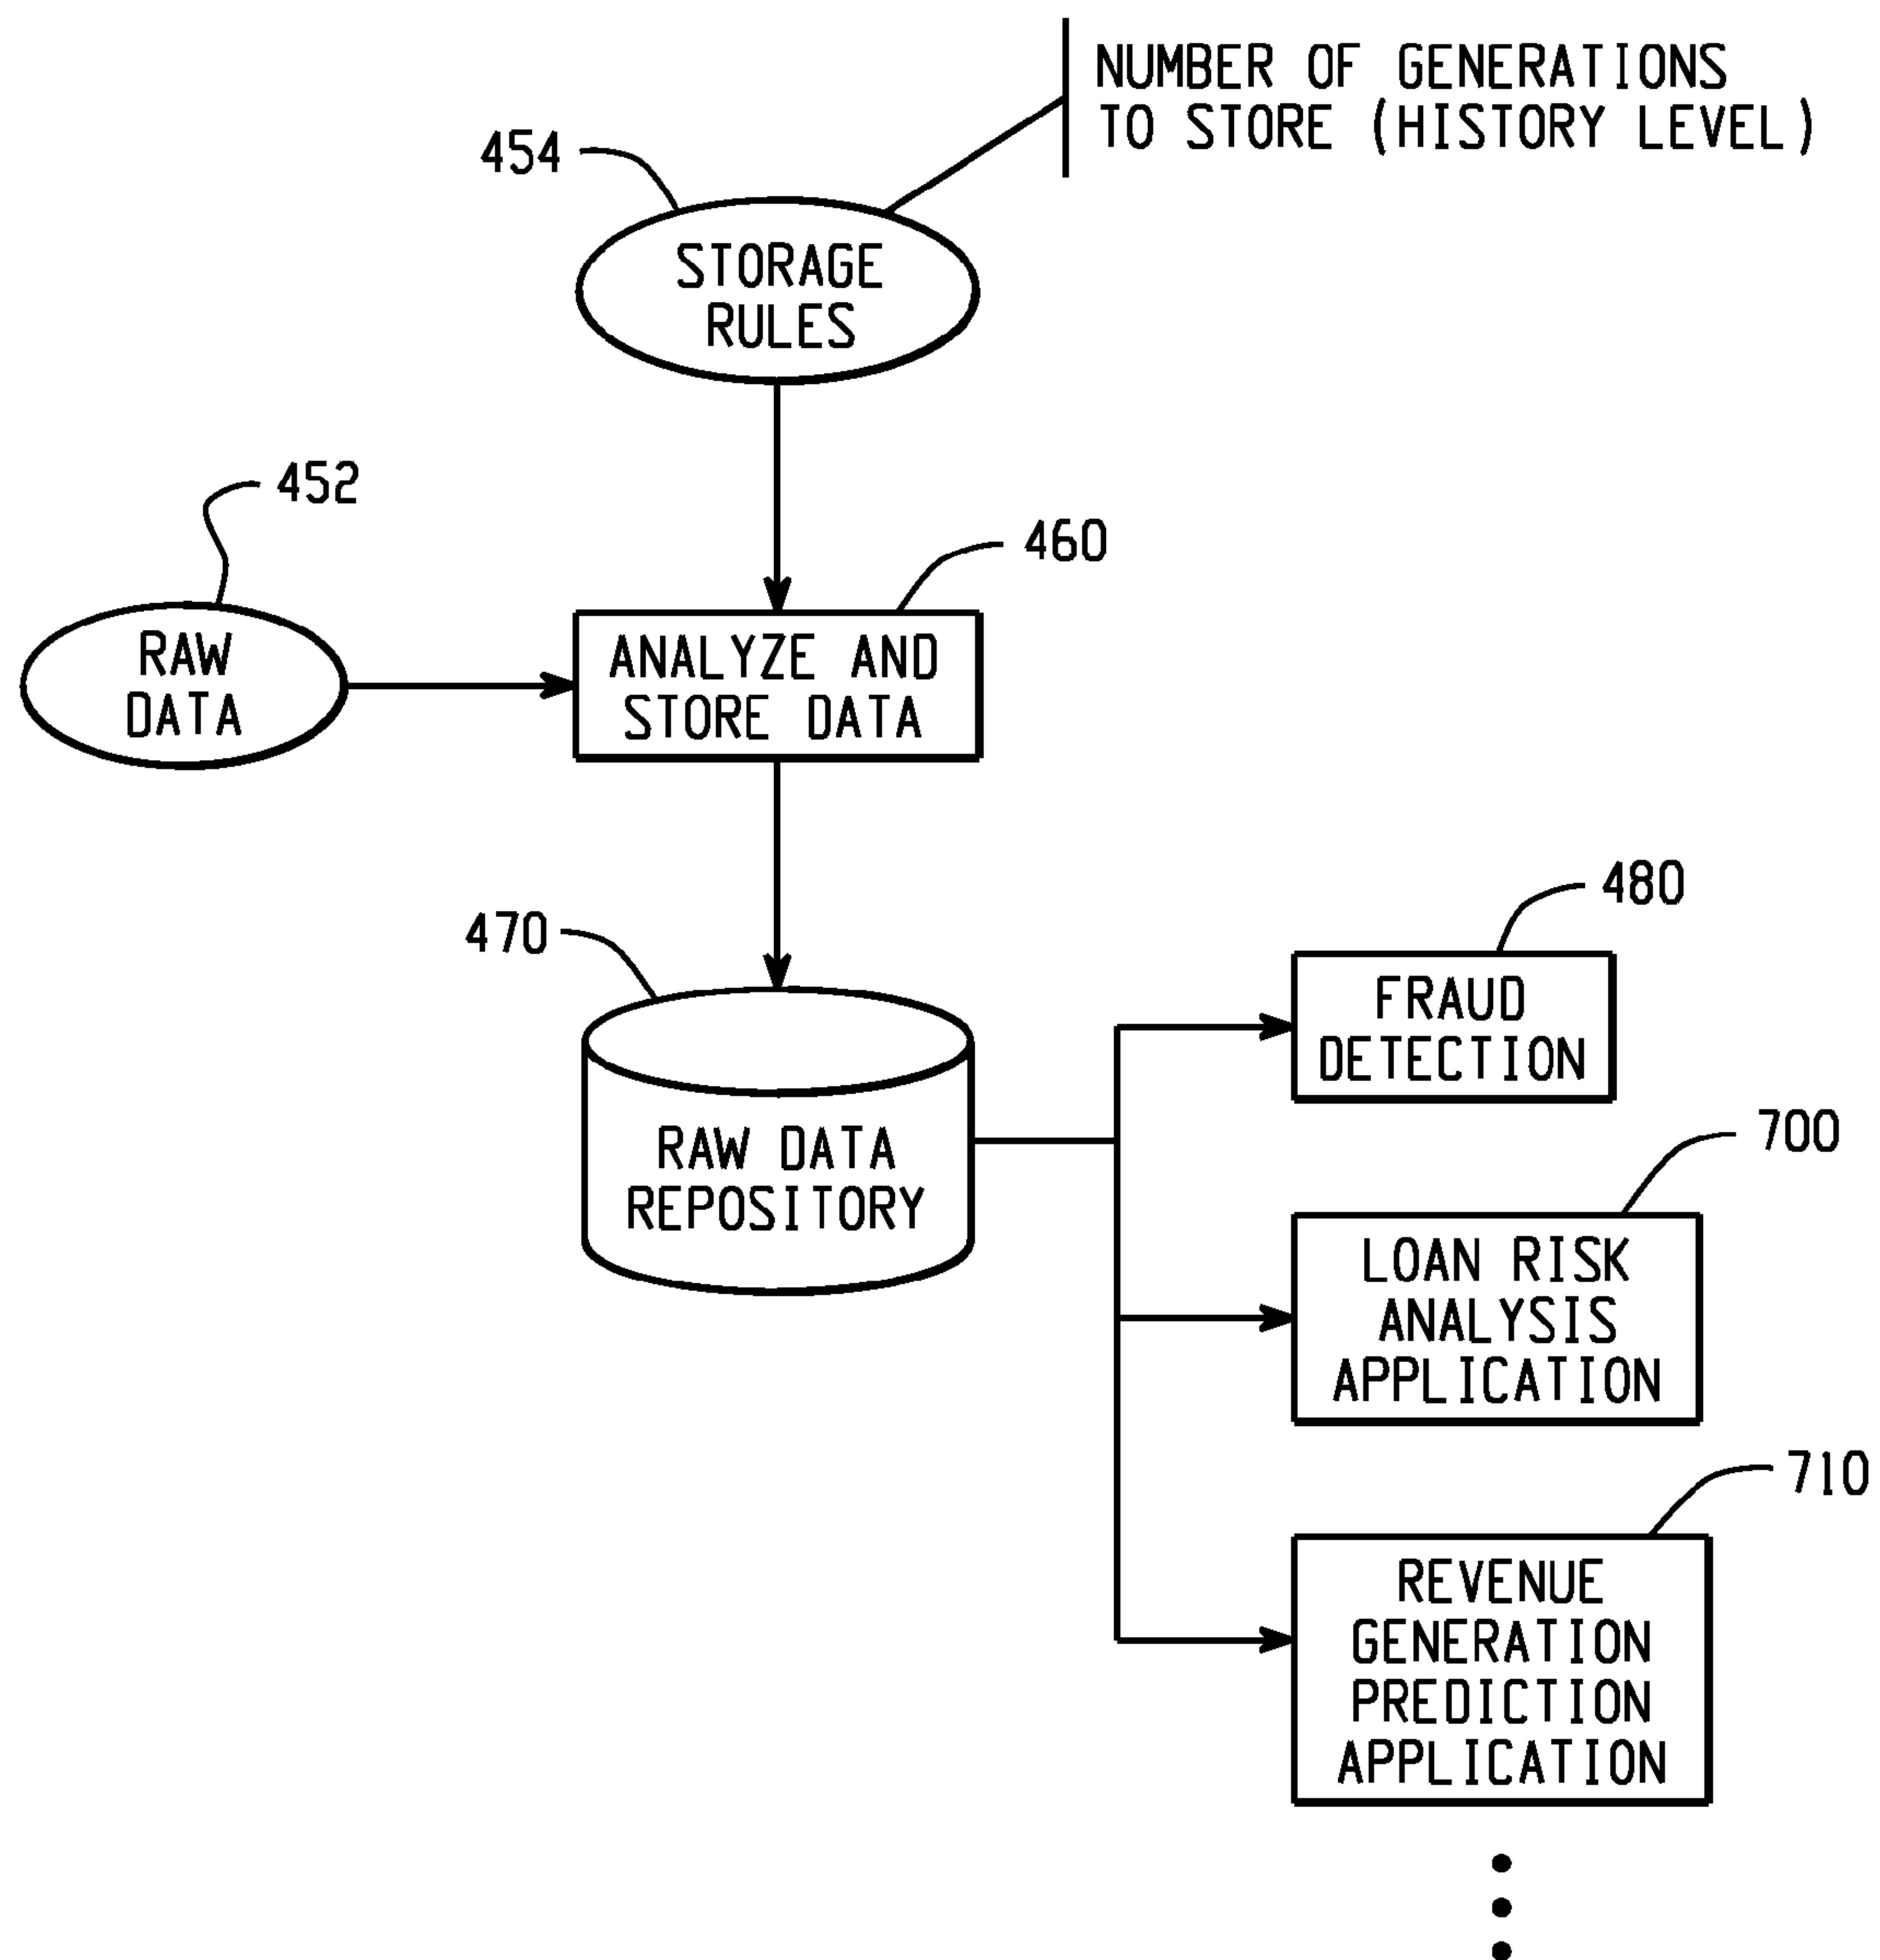 NUMBER OF GENERATIONS
TO STORE (HISTORY LEVEL)
454
STORAGE
RULES
452
460
RAW
DATA
ANALYZE AND
STORE DATA
480
470
FRAUD
DETECTION
700
RAW DATA
REPOSITORY
LOAN RISK
ANALYSIS
APPLICATION
710
REVENUE
GENERATION
PREDICTION
APPLICATION